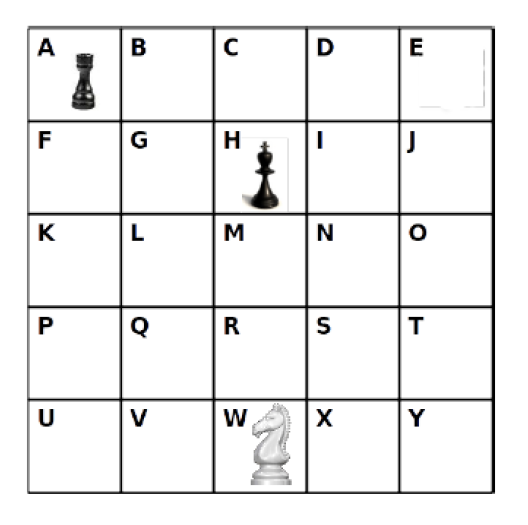 A B C D E
F G H I J
K L M N O
P Q R S T
U V W X Y